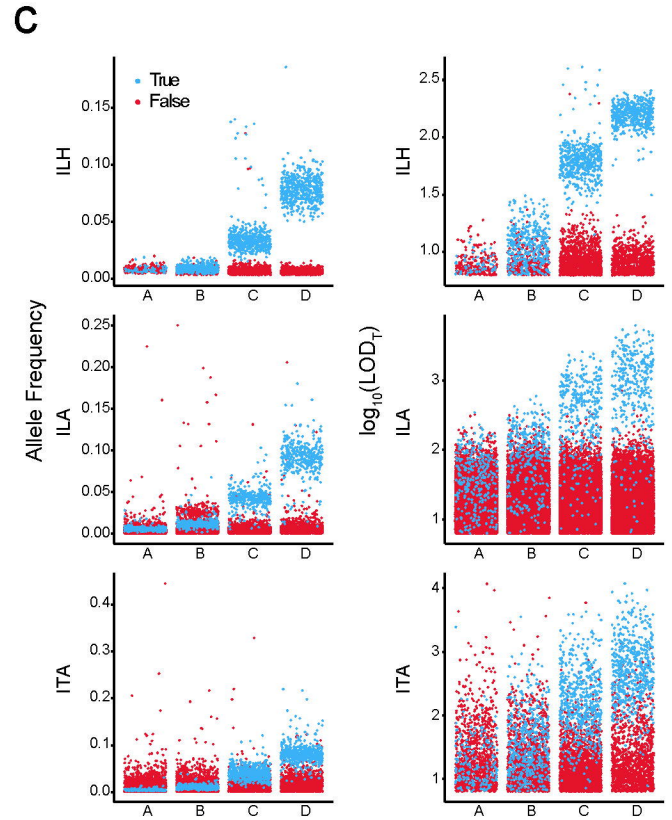 C
True
False
ILH
0.15
0.10
0.05
0.00
A B C D
ILH
2.5
2.0
1.5
1.0
A B C D
Allele Frequency
ILA
0.25
0.20
0.15
0.10
0.05
0.00
A B C D
log10(LODT)
ILA
3
2
1
A B C D
ITA
0.4
0.3
0.2
0.1
0.0
A B C D
ITA
4
3
2
1
A B C D